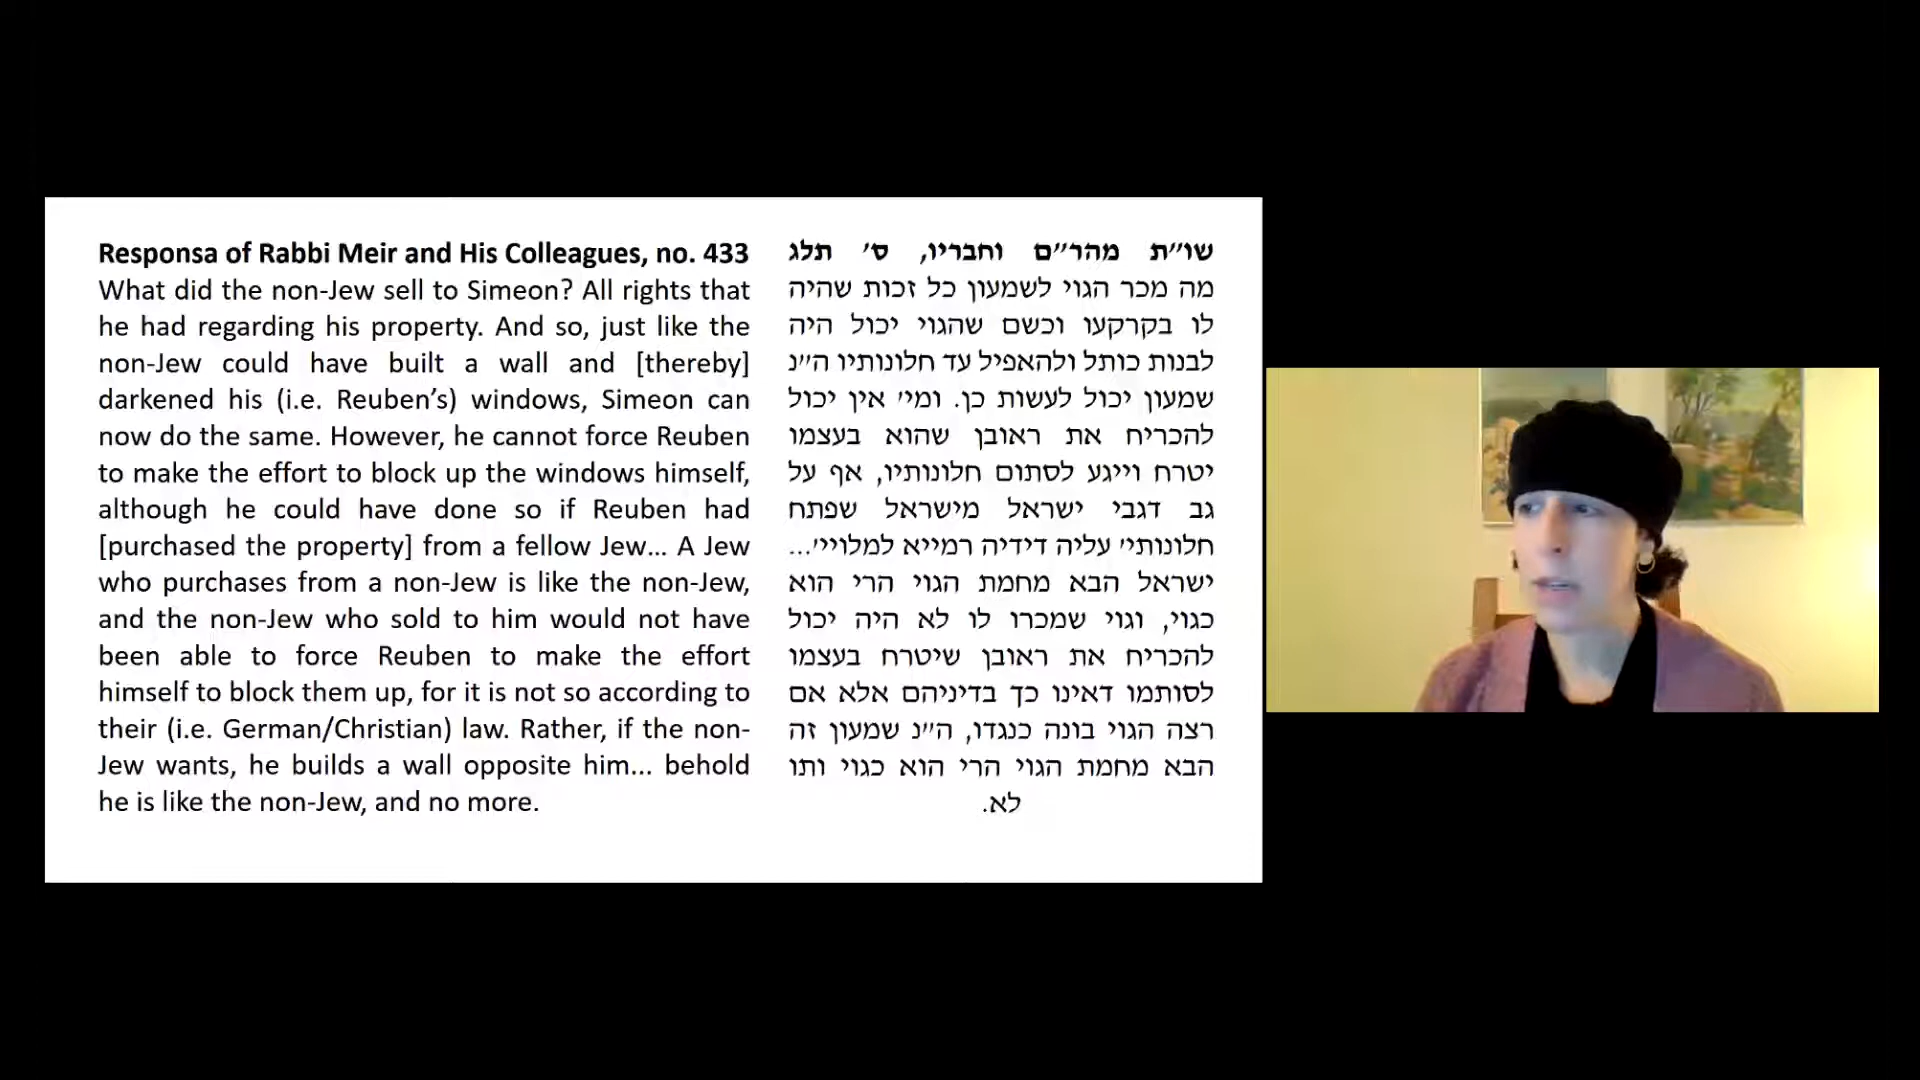 Responsa of Rabbi Meir and His Colleagues, no. 433
What did the non-Jew sell to Simeon? All rights that
he had regarding his property. And so, just like the
non-Jew could have built a wall and [thereby]
darkened his (i.e. Reuben’s) windows, Simeon can
now do the same. However, he cannot force Reuben
to make the effort to block up the windows himself,
although he could have done so if Reuben had
[purchased the property] from a fellow Jew... A Jew
who purchases from a non-Jew is like the non-Jew,
and the non-Jew who sold to him would not have
been able to force Reuben to make the effort
himself to block them up, for it is not so according to
their (i.e. German/Christian) law. Rather, if the non-
Jew wants, he builds a wall opposite him... behold
he is like the non-Jew, and no more.
שו״ת מהר״ם וחבריו, ס׳ תלג
מה מכר הגוי לשמעון כל זכות שהיה
לו בקרקעו וכשם שהגוי יכול היה
לבנות כותל ולהאפיל עד חלונותיו ה״נ
שמעון יכול לעשות כן. ומי׳ אין יכול
להכריח את ראובן שהוא בעצמו
יטרח וייגע לסתום חלונותיו, אף על
גב דגבי ישראל מישראל שפתח
חלונותי׳ עליה דידיה רמייא למלויי׳...
ישראל הבא מחמת הגוי הרי הוא
כגוי, וגוי שמכרו לו לא היה יכול
להכריח את ראובן שיטרח בעצמו
לסותמו דאינו כך בדיניהם אלא אם
רצה הגוי בונה כנגדו, ה״נ שמעון זה
הבא מחמת הגוי הרי הוא כגוי ותו
לא.